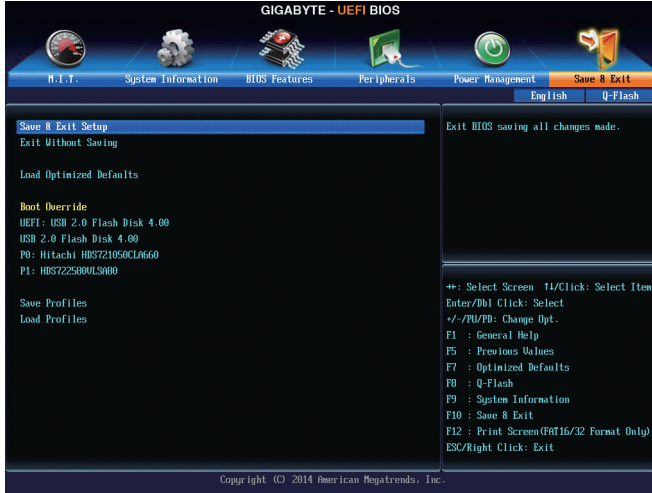 GIGABYTE - UEFI BIOS
M.I.T.
System Information
BIOS Features
Peripherals
Power Management
Save & Exit
English
Q-Flash
Save & Exit Setup
Exit Without Saving
Load Optimized Defaults
Boot Override
UEFI: USB 2.0 Flash Disk 4.00
USB 2.0 Flash Disk 4.00
P0: Hitachi HDS721050CLA660
P1: HDS722580VLSA80
Save Profiles
Load Profiles
Exit BIOS saving all changes made.
→←: Select Screen ↑↓/Click: Select Item
Enter/Dbl Click: Select
+/-/PU/PD: Change Opt.
F1 : General Help
F5 : Previous Values
F7 : Optimized Defaults
F8 : Q-Flash
F9 : System Information
F10 : Save & Exit
F12 : Print Screen(FAT16/32 Format Only)
ESC/Right Click: Exit
Copyright (C) 2014 American Megatrends, Inc.